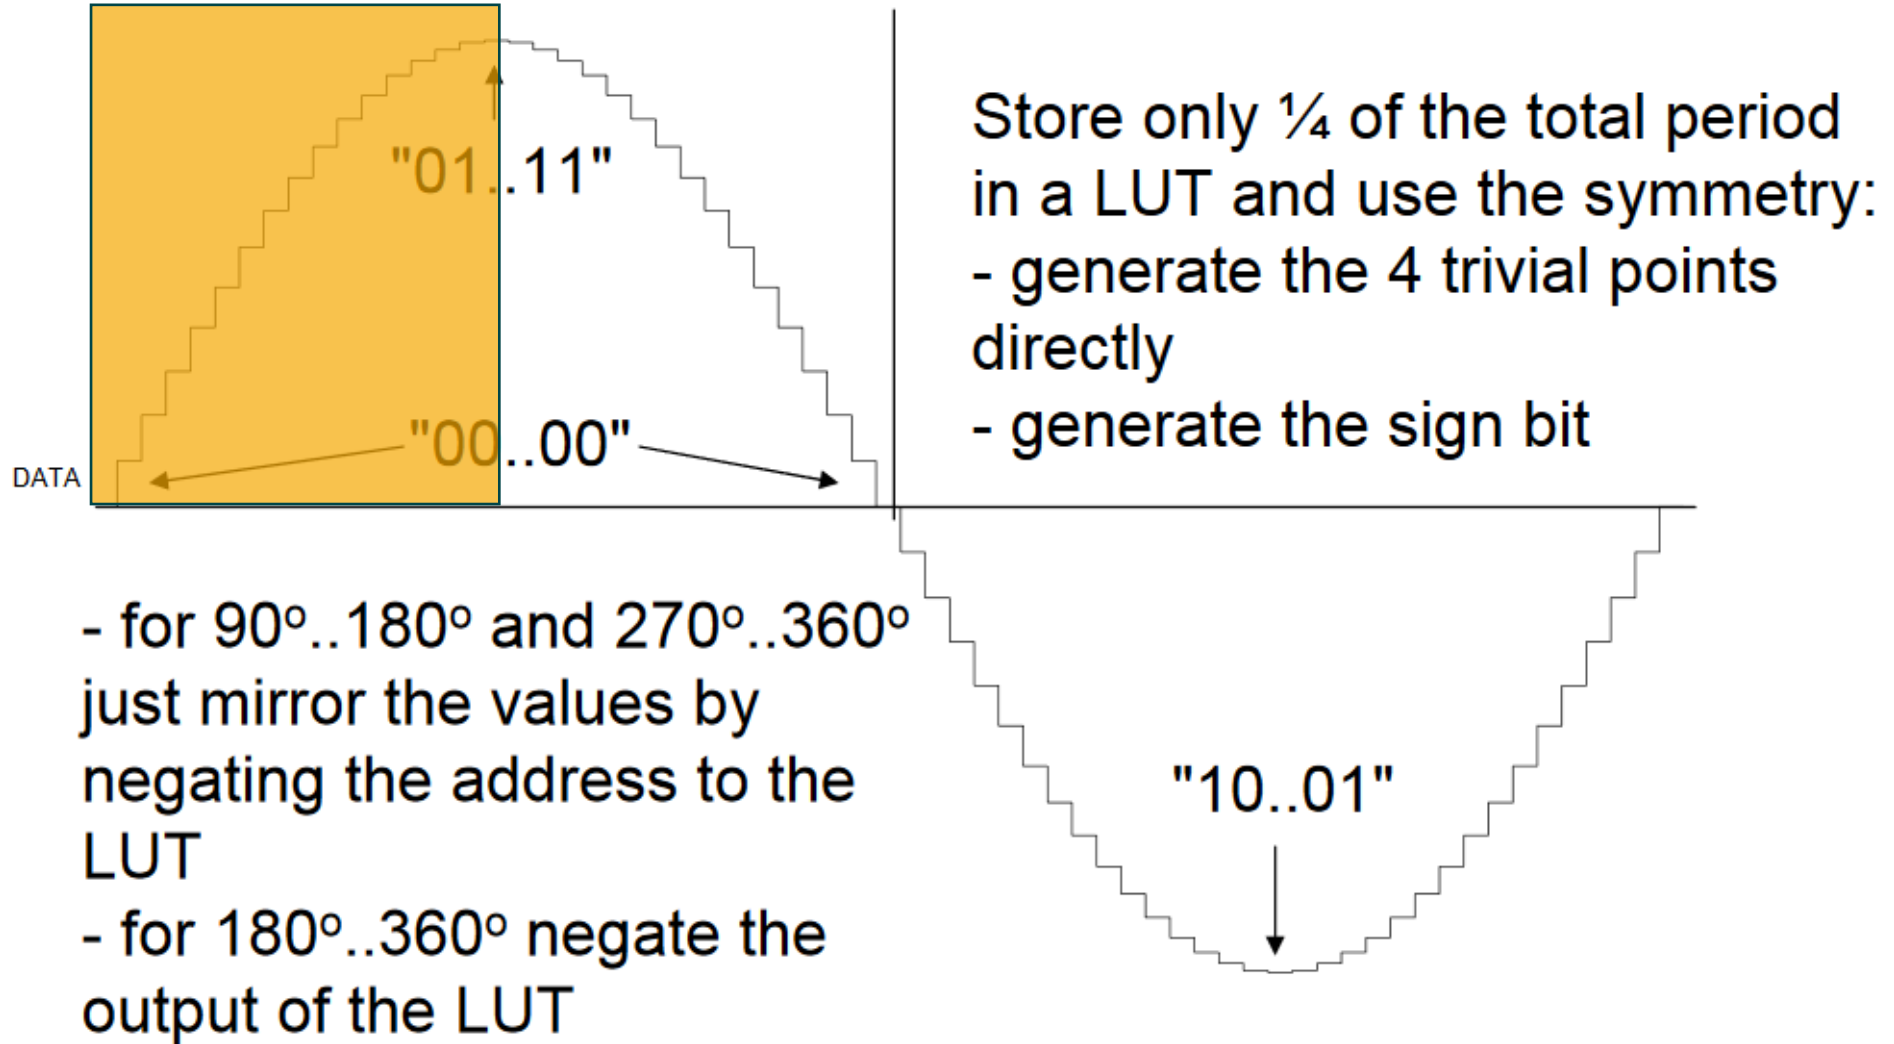 "01..11"
"00..00"
DATA
Store only ¼ of the total period
in a LUT and use the symmetry:
- generate the 4 trivial points
directly
- generate the sign bit
- for 90º..180º and 270º..360º
just mirror the values by
negating the address to the
LUT
- for 180º..360º negate the
output of the LUT
"10..01"